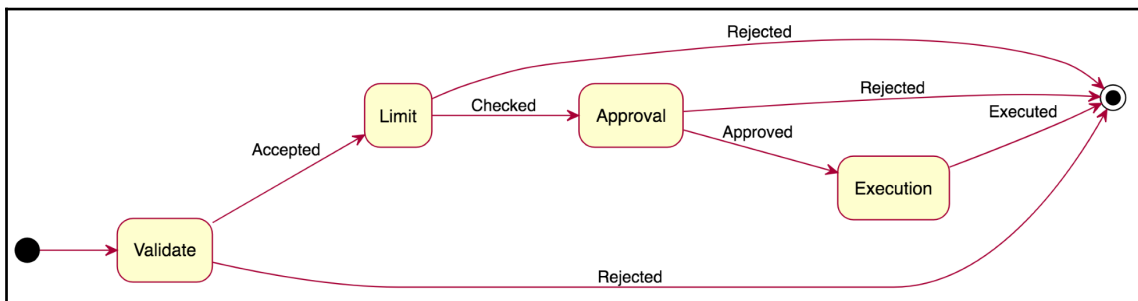 Rejected
Limit
Checked
Approval
Rejected
Executed
Approved
Accepted
Execution
Validate
Rejected